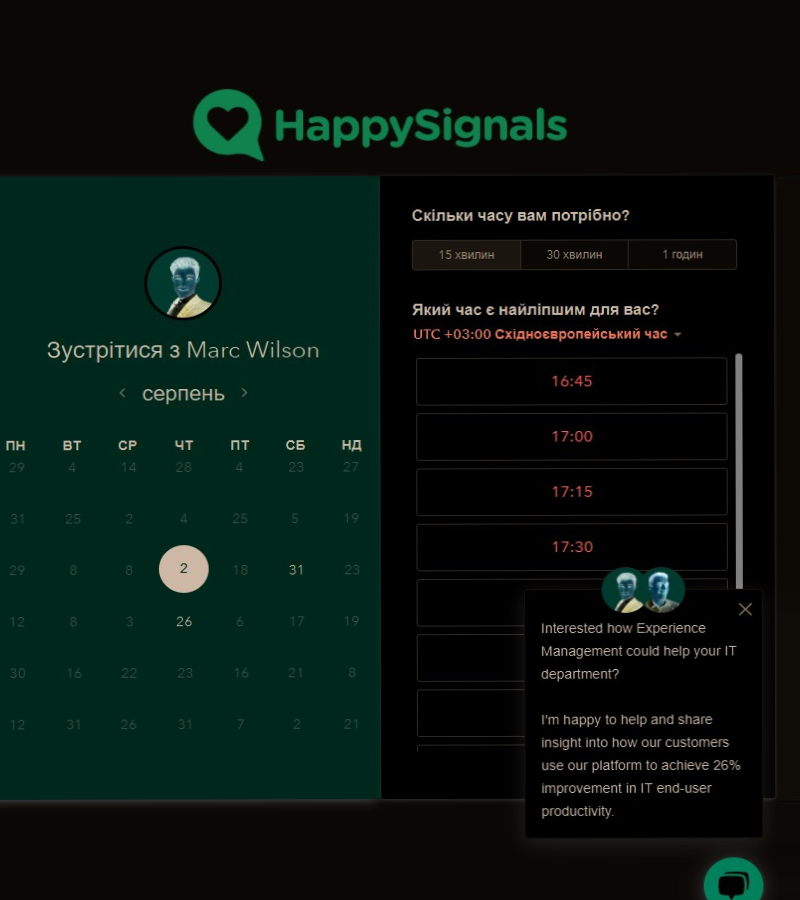 HappySignals
Зустрітися з Marc Wilson
серпень
ПН ВТ СР ЧТ ПТ СБ НД
29 4 14 28 4 23 27
31 25 2 4 25 5 19
29 8 8 2 18 31 23
12 8 3 26 6 17 19
30 16 22 23 16 21 8
12 31 26 31 7 2 21
Скільки часу вам потрібно?
15 хвилин 30 хвилин 1 годин
Який час є найліпшим для вас?
UTC +03:00 Східноєвропейський час
16:45
17:00
17:15
17:30
Interested how Experience
Management could help your IT
department?
I'm happy to help and share
insight into how our customers
use our platform to achieve 26%
improvement in IT end-user
productivity.